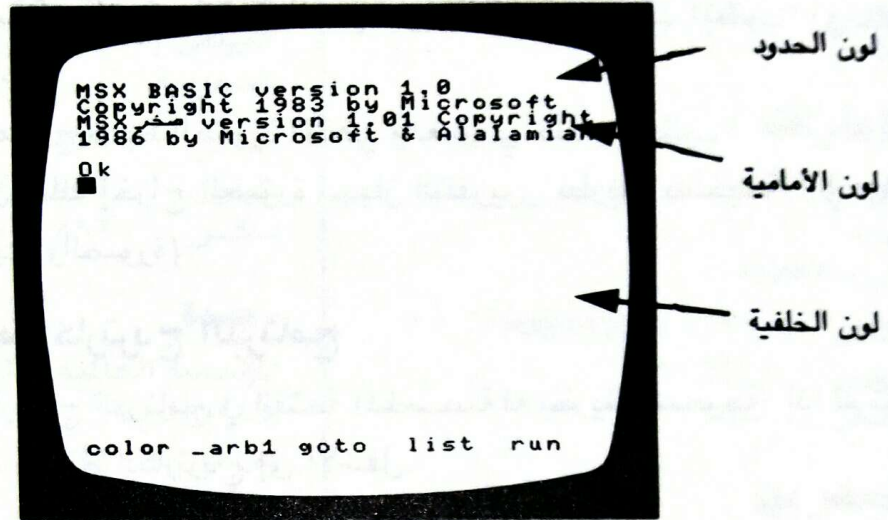 MSX BASIC version 1.0
Copyright 1983 by Microsoft
MSX صخر version 1.01 Copyright
1986 by Microsoft & Alalamiah
Ok
color _arb1 goto list run
لون الحدود
لون الأمامية
لون الخلفية